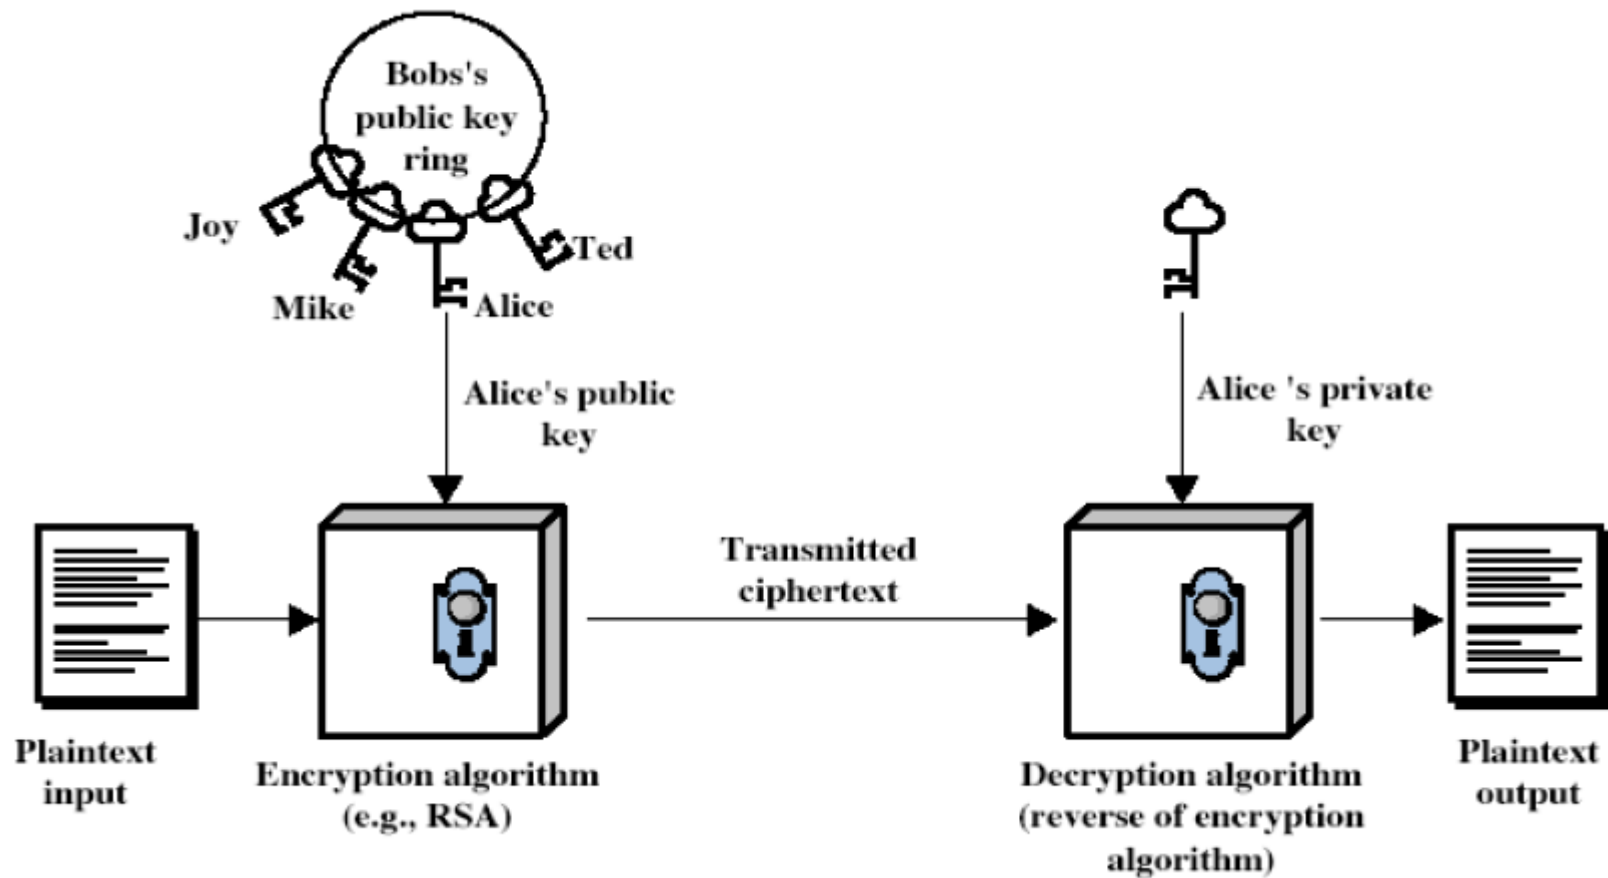 Bobs's
public key
ring
Joy
Ted
Mike
Alice
Alice's public
key
Alice 's private
key
Transmitted
ciphertext
Plaintext
input
Encryption algorithm
(e.g., RSA)
Decryption algorithm
(reverse of encryption
algorithm)
Plaintext
output